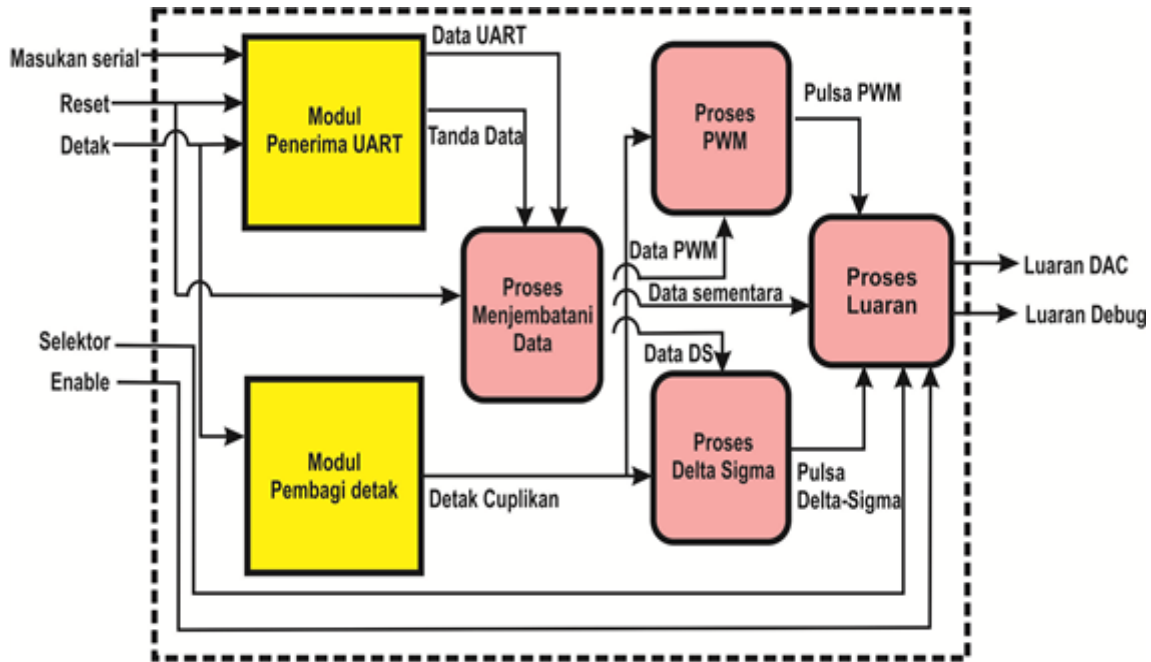 Masukan serial
Reset
Detak
Selektor
Enable
Modul
Penerima UART
Data UART
Tanda Data
Proses
Menjembatani
Data
Modul
Pembagi detak
Detak Cuplikan
Proses
PWM
Pulsa PWM
Data PWM
Data sementara
Data DS
Proses
Delta Sigma
Pulsa
Delta-Sigma
Proses
Luaran
Luaran DAC
Luaran Debug